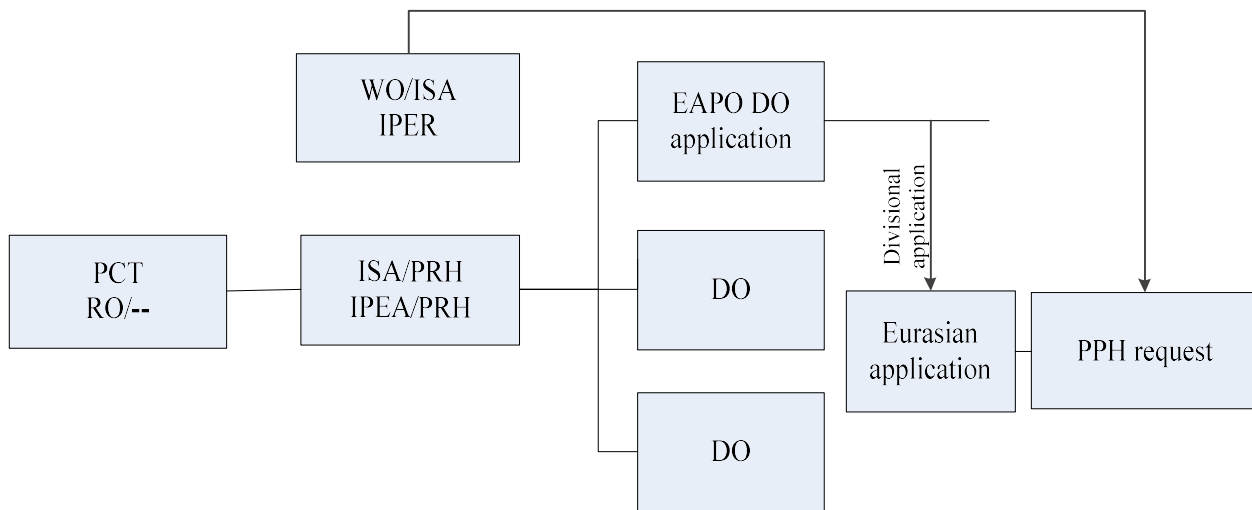 WO/ISA
IPER
EAPO DO
application
Divisional
application
PCT
RO/--
ISA/PRH
IPEA/PRH
DO
Eurasian
application
PPH request
DO